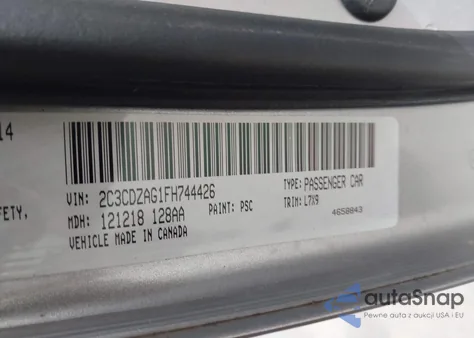 14
VIN: 2C3CDZAG1FH744426
TYPE: PASSENGER CAR
FETY,
MDH: 121218 128AA
PAINT: PSC
TRIM: L7X9
VEHICLE MADE IN CANADA
4658843
autoSnap
Pewne auta z aukcji USA i EU